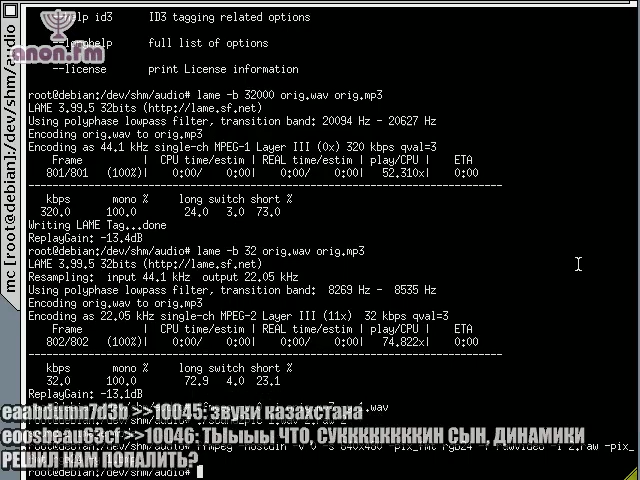 --help id3 ID3 tagging related options
--longhelp full list of options
anon.fm
--license print License information
root@debian:/dev/shm/audio# lame -b 32000 orig.wav orig.mp3
LAME 3.99.5 32bits (http://lame.sf.net)
Using polyphase lowpass filter, transition band: 20094 Hz - 20627 Hz
Encoding orig.wav to orig.mp3
Encoding as 44.1 kHz single-ch MPEG-1 Layer III (0x) 320 kbps qval=3
Frame | CPU time/estim | REAL time/estim | play/CPU | ETA
801/801 (100%)| 0:00/ 0:00| 0:00/ 0:00| 52.310x| 0:00
-------------------------------------------------------------------------------
kbps mono % long switch short %
320.0 100.0 24.0 3.0 73.0
Writing LAME Tag...done
ReplayGain: -13.4dB
root@debian:/dev/shm/audio# lame -b 32 orig.wav orig.mp3
LAME 3.99.5 32bits (http://lame.sf.net)
Resampling: input 44.1 kHz output 22.05 kHz
Using polyphase lowpass filter, transition band: 8269 Hz - 8535 Hz
Encoding orig.wav to orig.mp3
Encoding as 22.05 kHz single-ch MPEG-2 Layer III (11x) 32 kbps qval=3
Frame | CPU time/estim | REAL time/estim | play/CPU | ETA
802/802 (100%)| 0:00/ 0:00| 0:00/ 0:00| 74.822x| 0:00
-------------------------------------------------------------------------------
kbps mono % long switch short %
32.0 100.0 72.9 4.0 23.1
Writing LAME Tag...done
ReplayGain: -13.1dB
eaabdumn7d3b >>10045: звуки казахстана
eoosbeau63cf >>10046: ТЫыыы ЧТО, СУККККККККИН СЫН, ДИНАМИКИ
РЕШИЛ НАМ ПОПАЛИТЬ?
root@debian:/dev/shm/audio#
mc [root@debian]:/dev/shm/audio